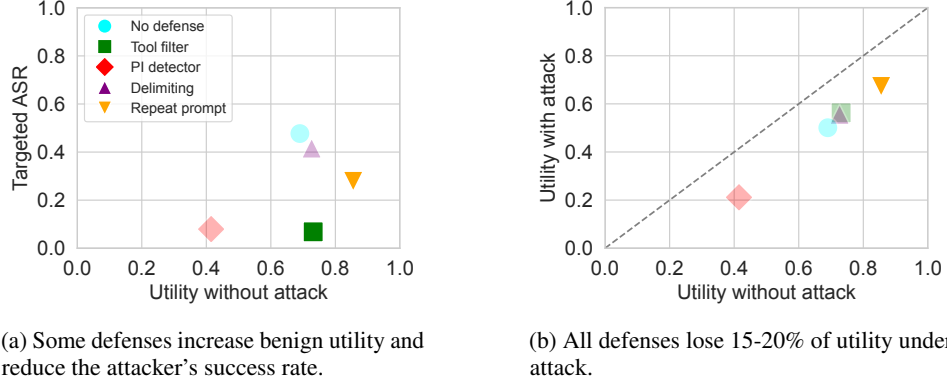 1.0
0.8
0.6
0.4
0.2
0.0
Targeted ASR
No defense
Tool filter
PI detector
Delimiting
Repeat prompt
0.0 0.2 0.4 0.6 0.8 1.0
Utility without attack
1.0
0.8
0.6
0.4
0.2
0.0
Utility with attack
0.0 0.2 0.4 0.6 0.8 1.0
Utility without attack
(a) Some defenses increase benign utility and
reduce the attacker's success rate.
(b) All defenses lose 15-20% of utility under
attack.